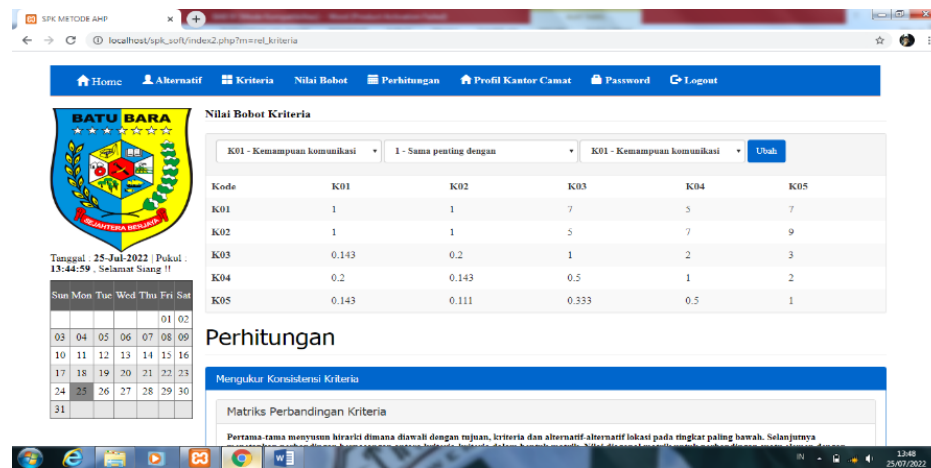 SPK METODE AHP
localhost/spk_soft/index2.php?m=rel_kriteria
Home Alternatif Kriteria Nilai Bobot Perhitungan Profil Kantor Camat Password Logout
BATU BARA
SEJAHTERA BERJAYA
Tanggal : 25-Jul-2022 | Pukul :
13:44:59 , Selamat Siang !!
Sun Mon Tue Wed Thu Fri Sat
01 02
03 04 05 06 07 08 09
10 11 12 13 14 15 16
17 18 19 20 21 22 23
24 25 26 27 28 29 30
31
Nilai Bobot Kriteria
K01 - Kemampuan komunikasi 1 - Sama penting dengan K01 - Kemampuan komunikasi Ubah
Kode K01 K02 K03 K04 K05
K01 1 1 7 5 7
K02 1 1 5 7 9
K03 0.143 0.2 1 2 3
K04 0.2 0.143 0.5 1 2
K05 0.143 0.111 0.333 0.5 1
Perhitungan
Mengukur Konsistensi Kriteria
Matriks Perbandingan Kriteria
Pertama-tama menyusun hirarki dimana diawali dengan tujuan, kriteria dan alternatif-alternatif lokasi pada tingkat paling bawah. Selanjutnya
IN 13:48
25/07/2022